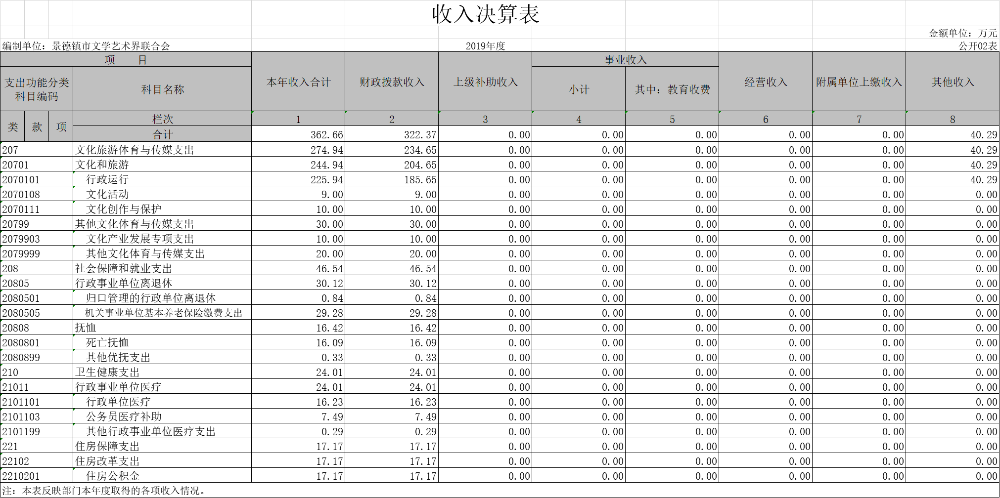 收入决算表
金额单位：万元
编制单位：景德镇市文学艺术界联合会 2019年度 公开02表
项 目 本年收入合计 财政拨款收入 上级补助收入 事业收入 经营收入 附属单位上缴收入 其他收入
支出功能分类科目编码 科目名称 小计 其中：教育收费
类 款 项 栏次 1 2 3 4 5 6 7 8
合计 362.66 322.37 0.00 0.00 0.00 0.00 0.00 40.29
207 文化旅游体育与传媒支出 274.94 234.65 0.00 0.00 0.00 0.00 0.00 40.29
20701 文化和旅游 244.94 204.65 0.00 0.00 0.00 0.00 0.00 40.29
2070101 行政运行 225.94 185.65 0.00 0.00 0.00 0.00 0.00 40.29
2070108 文化活动 9.00 9.00 0.00 0.00 0.00 0.00 0.00 0.00
2070111 文化创作与保护 10.00 10.00 0.00 0.00 0.00 0.00 0.00 0.00
20799 其他文化体育与传媒支出 30.00 30.00 0.00 0.00 0.00 0.00 0.00 0.00
2079903 文化产业发展专项支出 10.00 10.00 0.00 0.00 0.00 0.00 0.00 0.00
2079999 其他文化体育与传媒支出 20.00 20.00 0.00 0.00 0.00 0.00 0.00 0.00
208 社会保障和就业支出 46.54 46.54 0.00 0.00 0.00 0.00 0.00 0.00
20805 行政事业单位离退休 30.12 30.12 0.00 0.00 0.00 0.00 0.00 0.00
2080501 归口管理的行政单位离退休 0.84 0.84 0.00 0.00 0.00 0.00 0.00 0.00
2080505 机关事业单位基本养老保险缴费支出 29.28 29.28 0.00 0.00 0.00 0.00 0.00 0.00
20808 抚恤 16.42 16.42 0.00 0.00 0.00 0.00 0.00 0.00
2080801 死亡抚恤 16.09 16.09 0.00 0.00 0.00 0.00 0.00 0.00
2080899 其他优抚支出 0.33 0.33 0.00 0.00 0.00 0.00 0.00 0.00
210 卫生健康支出 24.01 24.01 0.00 0.00 0.00 0.00 0.00 0.00
21011 行政事业单位医疗 24.01 24.01 0.00 0.00 0.00 0.00 0.00 0.00
2101101 行政单位医疗 16.23 16.23 0.00 0.00 0.00 0.00 0.00 0.00
2101103 公务员医疗补助 7.49 7.49 0.00 0.00 0.00 0.00 0.00 0.00
2101199 其他行政事业单位医疗支出 0.29 0.29 0.00 0.00 0.00 0.00 0.00 0.00
221 住房保障支出 17.17 17.17 0.00 0.00 0.00 0.00 0.00 0.00
22102 住房改革支出 17.17 17.17 0.00 0.00 0.00 0.00 0.00 0.00
2210201 住房公积金 17.17 17.17 0.00 0.00 0.00 0.00 0.00 0.00
注：本表反映部门本年度取得的各项收入情况。